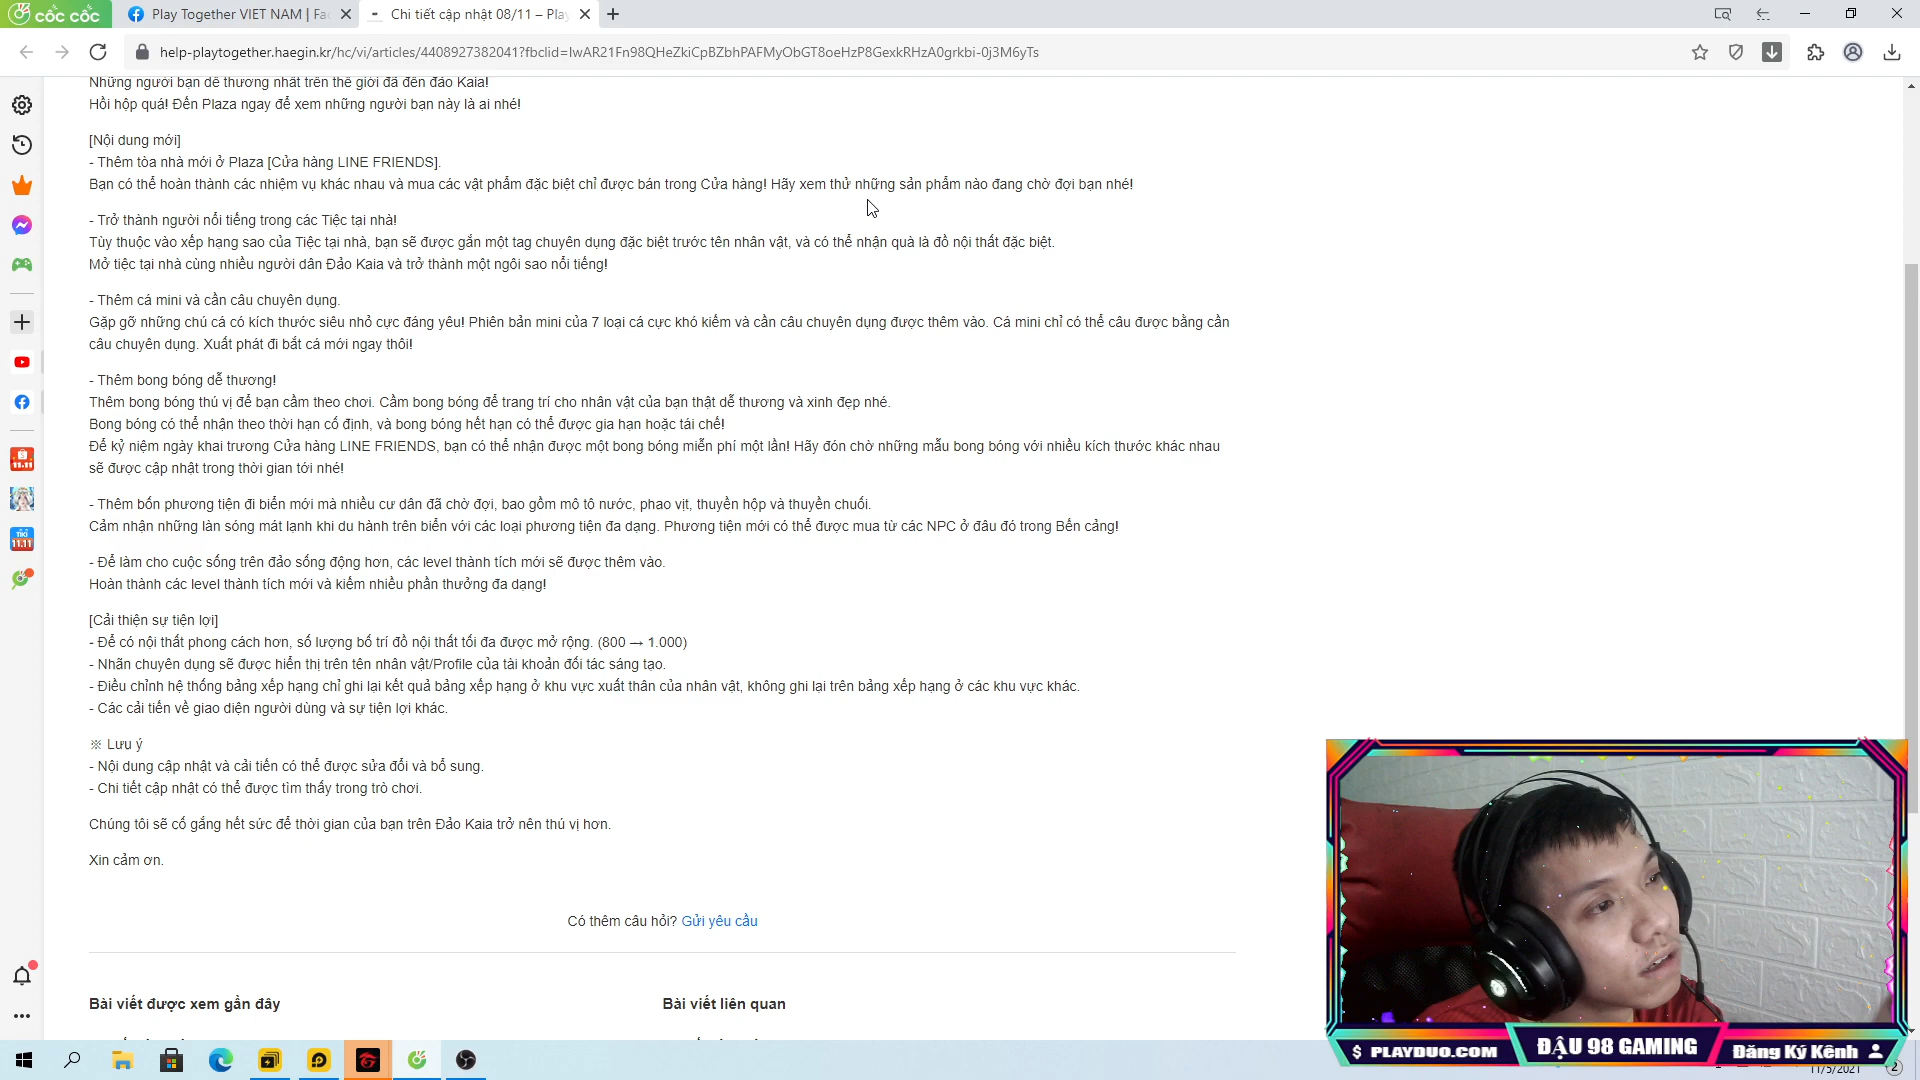 cốc cốc
Play Together VIET NAM | Fac
Chi tiết cập nhật 08/11 – Play
help-playtogether.haegin.kr/hc/vi/articles/4408927382041?fbclid=IwAR21Fn98QHeZkiCpBZbhPAFMyObGT8oeHzP8GexkRHzA0grkbi-0j3M6yTs
Những người bạn dễ thương nhất trên thế giới đã đến đảo Kaia!
Hồi hộp quá! Đến Plaza ngay để xem những người bạn này là ai nhé!
[Nội dung mới]
- Thêm tòa nhà mới ở Plaza [Cửa hàng LINE FRIENDS].
Bạn có thể hoàn thành các nhiệm vụ khác nhau và mua các vật phẩm đặc biệt chỉ được bán trong Cửa hàng! Hãy xem thử những sản phẩm nào đang chờ đợi bạn nhé!
- Trở thành người nổi tiếng trong các Tiệc tại nhà!
Tùy thuộc vào xếp hạng sao của Tiệc tại nhà, bạn sẽ được gắn một tag chuyên dụng đặc biệt trước tên nhân vật, và có thể nhận quà là đồ nội thất đặc biệt.
Mở tiệc tại nhà cùng nhiều người dân Đảo Kaia và trở thành một ngôi sao nổi tiếng!
- Thêm cá mini và cần câu chuyên dụng.
Gặp gỡ những chú cá có kích thước siêu nhỏ cực đáng yêu! Phiên bản mini của 7 loại cá cực khó kiếm và cần câu chuyên dụng được thêm vào. Cá mini chỉ có thể câu được bằng cần
câu chuyên dụng. Xuất phát đi bắt cá mới ngay thôi!
- Thêm bong bóng dễ thương!
Thêm bong bóng thú vị để bạn cầm theo chơi. Cầm bong bóng để trang trí cho nhân vật của bạn thật dễ thương và xinh đẹp nhé.
Bong bóng có thể nhận theo thời hạn cố định, và bong bóng hết hạn có thể được gia hạn hoặc tái chế!
Để kỷ niệm ngày khai trương Cửa hàng LINE FRIENDS, bạn có thể nhận được một bong bóng miễn phí một lần! Hãy đón chờ những mẫu bong bóng với nhiều kích thước khác nhau
sẽ được cập nhật trong thời gian tới nhé!
- Thêm bốn phương tiện đi biển mới mà nhiều cư dân đã chờ đợi, bao gồm mô tô nước, phao vịt, thuyền hộp và thuyền chuối.
Cảm nhận những làn sóng mát lạnh khi du hành trên biển với các loại phương tiện đa dạng. Phương tiện mới có thể được mua từ các NPC ở đâu đó trong Bến cảng!
- Để làm cho cuộc sống trên đảo sống động hơn, các level thành tích mới sẽ được thêm vào.
Hoàn thành các level thành tích mới và kiếm nhiều phần thưởng đa dạng!
[Cải thiện sự tiện lợi]
- Để có nội thất phong cách hơn, số lượng bố trí đồ nội thất tối đa được mở rộng. (800 → 1.000)
- Nhãn chuyên dụng sẽ được hiển thị trên tên nhân vật/Profile của tài khoản đối tác sáng tạo.
- Điều chỉnh hệ thống bảng xếp hạng chỉ ghi lại kết quả bảng xếp hạng ở khu vực xuất thân của nhân vật, không ghi lại trên bảng xếp hạng ở các khu vực khác.
- Các cải tiến về giao diện người dùng và sự tiện lợi khác.
※ Lưu ý
- Nội dung cập nhật và cải tiến có thể được sửa đổi và bổ sung.
- Chi tiết cập nhật có thể được tìm thấy trong trò chơi.
Chúng tôi sẽ cố gắng hết sức để thời gian của bạn trên Đảo Kaia trở nên thú vị hơn.
Xin cảm ơn.
Có thêm câu hỏi? Gửi yêu cầu
Bài viết được xem gần đây
Bài viết liên quan
11.11
TIKI
11.11
$ PLAYDUO.COM
ĐẬU 98 GAMING
Đăng Ký Kênh
11/5/2021
2